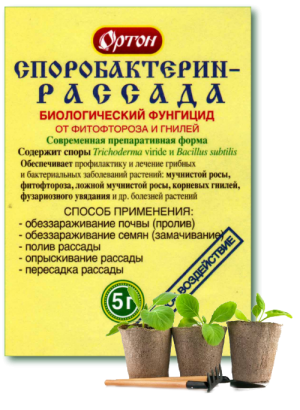 Ортон
СПОРОБАКТЕРИН-
РАССАДА
БИОЛОГИЧЕСКИЙ ФУНГИЦИД
ОТ ФИТОФТОРОЗА И ГНИЛЕЙ
Современная препаративная форма
Содержит споры Trichoderma viride и Bacillus subtilis
Обеспечивает профилактику и лечение грибных
и бактериальных заболеваний растений: мучнистой росы,
фитофтороза, ложной мучнистой росы, корневых гнилей,
фузариозного увядания и др. болезней растений
СПОСОБ ПРИМЕНЕНИЯ:
- обеззараживание почвы (пролив)
- обеззараживание семян (замачивание)
- полив рассады
- опрыскивание рассады
- пересадка рассады
5г
ВОЗДЕЙСТВИЕ